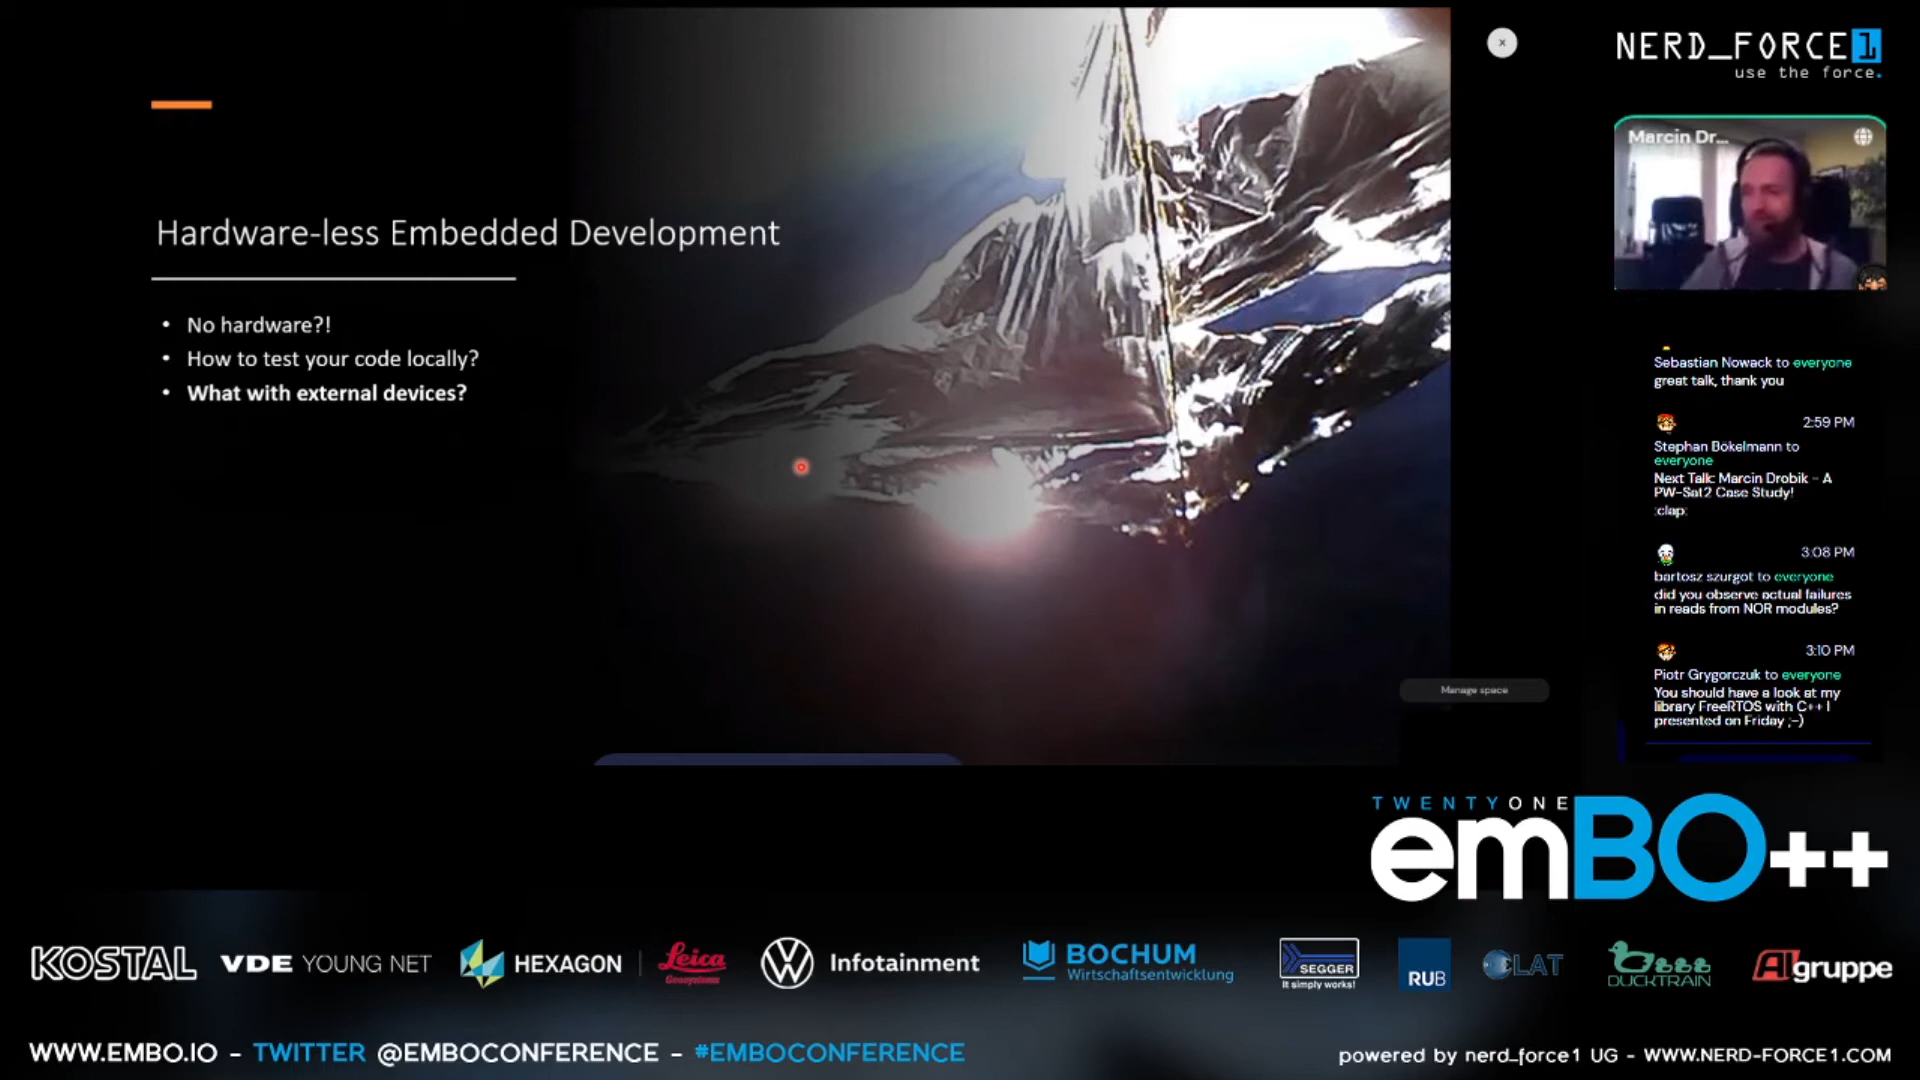 Hardware-less Embedded Development
• No hardware?!
• How to test your code locally?
• What with external devices?
x
Manage space
NERD_FORCE1
use the force.
Marcin Dr...
Sebastian Nowack to everyone
great talk, thank you
2:59 PM
Stephan Bökelmann to
everyone
Next Talk: Marcin Drobik - A
PW-Sat2 Case Study!
:clap:
3:08 PM
bartosz szurgot to everyone
did you observe actual failures
in reads from NOR modules?
3:10 PM
Piotr Grygorczuk to everyone
You should have a look at my
library FreeRTOS with C++ I
presented on Friday ;-)
TWENTYONE
emBO++
KOSTAL
VDE YOUNG NET
HEXAGON
Leica
Geosystems
Infotainment
BOCHUM
Wirtschaftsentwicklung
SEGGER
It simply works!
RUB
LAT
DUCKTRAIN
AIgruppe
WWW.EMBO.IO - TWITTER @EMBOCONFERENCE - #EMBOCONFERENCE
powered by nerd_force1 UG - WWW.NERD-FORCE1.COM